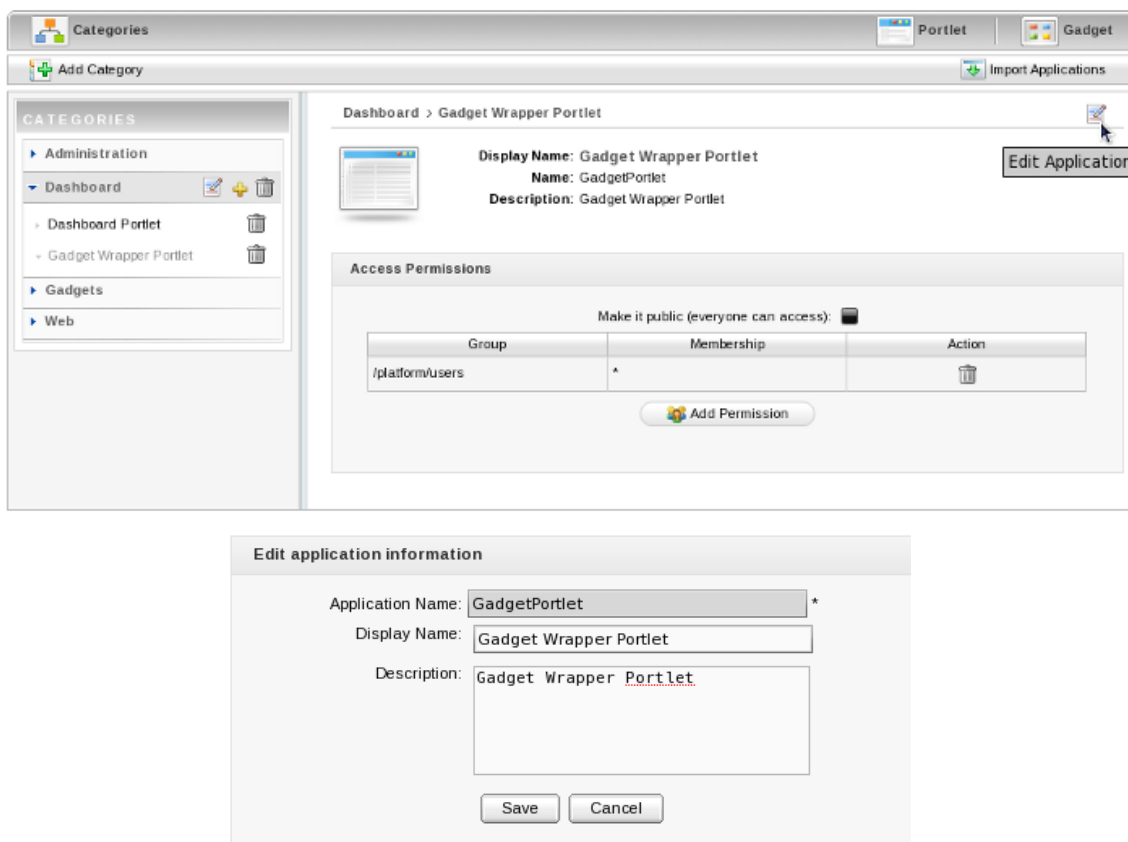 Categories Portlet Gadget
Add Category Import Applications
CATEGORIES
Administration
Dashboard
Dashboard Portlet
Gadget Wrapper Portlet
Gadgets
Web
Dashboard > Gadget Wrapper Portlet
Edit Application
Display Name: Gadget Wrapper Portlet
Name: GadgetPortlet
Description: Gadget Wrapper Portlet
Access Permissions
Make it public (everyone can access):
Group Membership Action
/platform/users *
Add Permission
Edit application information
Application Name: GadgetPortlet *
Display Name: Gadget Wrapper Portlet
Description: Gadget Wrapper Portlet
Save Cancel